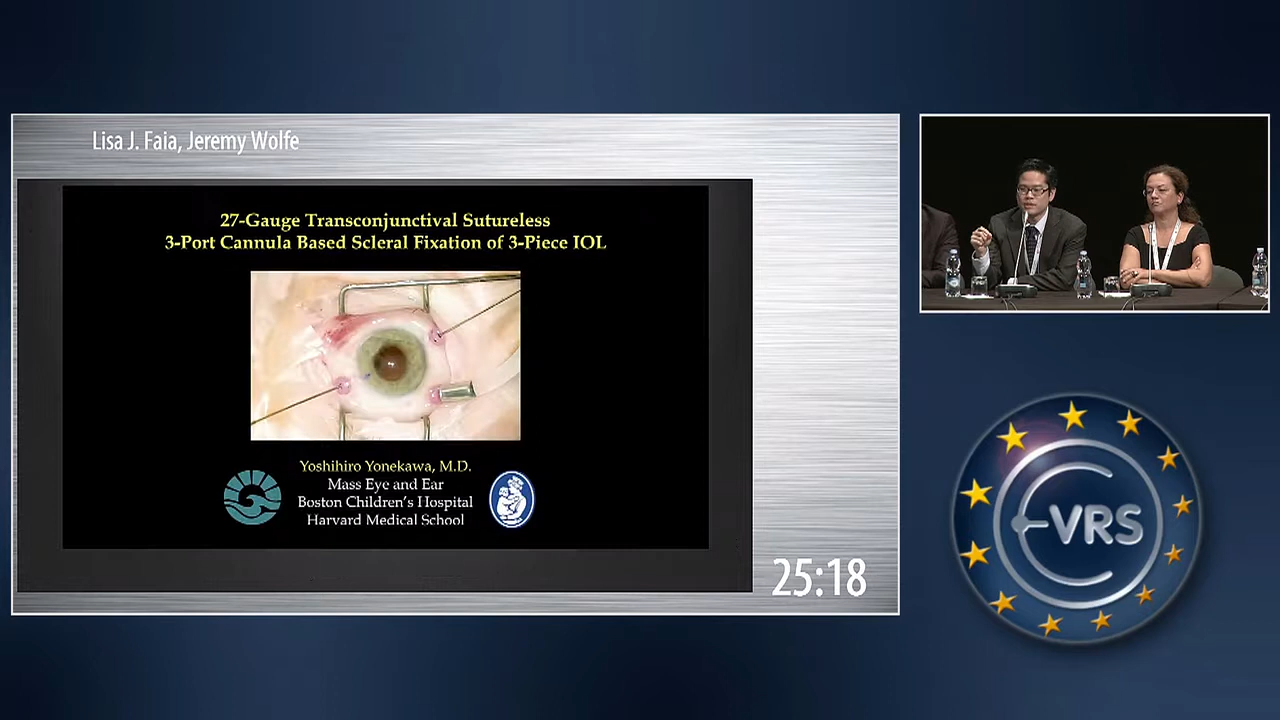 Lisa J. Faia, Jeremy Wolfe
27-Gauge Transconjunctival Sutureless
3-Port Cannula Based Scleral Fixation of 3-Piece IOL
Yoshihiro Yonekawa, M.D.
Mass Eye and Ear
Boston Children's Hospital
Harvard Medical School
25:18
EVRS